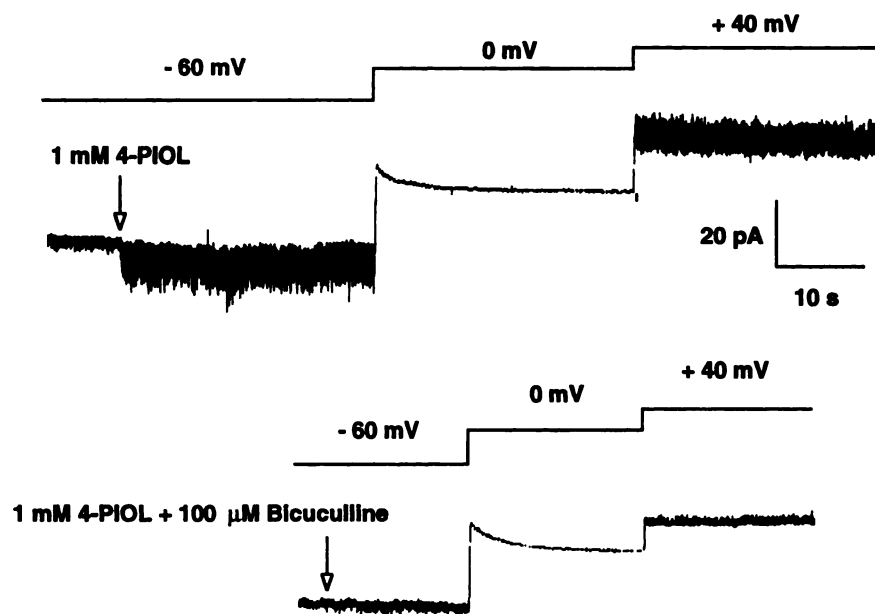 + 40 mV
0 mV
- 60 mV
1 mM 4-PIOL
20 pA
10 s
+ 40 mV
0 mV
- 60 mV
1 mM 4-PIOL + 100 μM Bicuculline